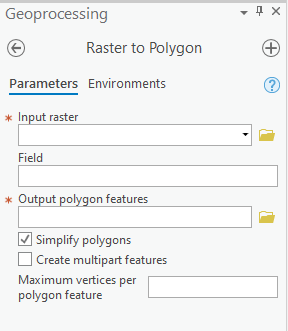 Geoprocessing
Raster to Polygon
Parameters Environments
* Input raster
Field
* Output polygon features
Simplify polygons
Create multipart features
Maximum vertices per
polygon feature